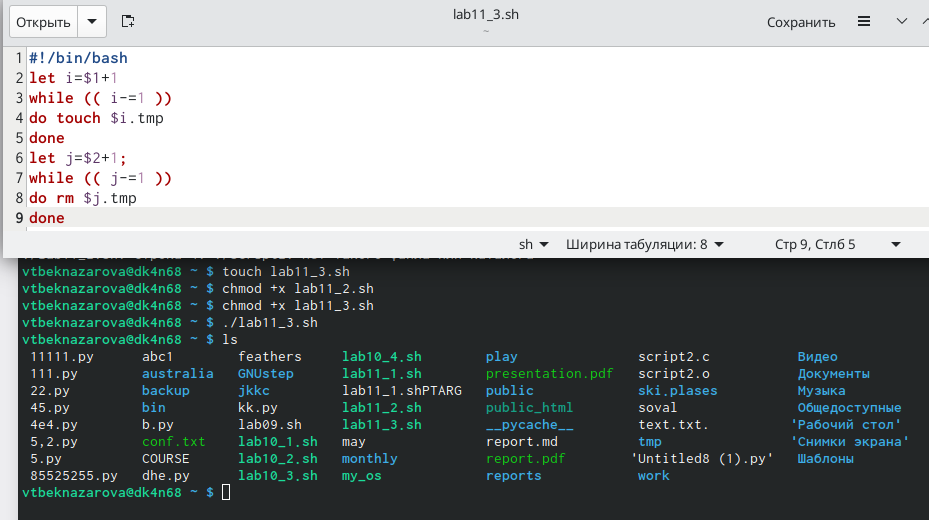 Открыть lab11_3.sh Сохранить
~
1 #!/bin/bash
2 let i=$1+1
3 while (( i-=1 ))
4 do touch $i.tmp
5 done
6 let j=$2+1;
7 while (( j-=1 ))
8 do rm $j.tmp
9 done
sh Ширина табуляции: 8 Стр 9, Стлб 5
vtbeknazarova@dk4n68 ~ $ touch lab11_3.sh
vtbeknazarova@dk4n68 ~ $ chmod +x lab11_2.sh
vtbeknazarova@dk4n68 ~ $ chmod +x lab11_3.sh
vtbeknazarova@dk4n68 ~ $ ./lab11_3.sh
vtbeknazarova@dk4n68 ~ $ ls
11111.py abc1 feathers lab10_4.sh play script2.c Видео
111.py australia GNUstep lab11_1.sh presentation.pdf script2.o Документы
22.py backup jkkc lab11_1.shPTARG public ski.plases Музыка
45.py bin kk.py lab11_2.sh public_html soval Общедоступные
4e4.py b.py lab09.sh lab11_3.sh __pycache__ text.txt. 'Рабочий стол'
5,2.py conf.txt lab10_1.sh may report.md tmp 'Снимки экрана'
5.py COURSE lab10_2.sh monthly report.pdf 'Untitled8 (1).py' Шаблоны
85525255.py dhe.py lab10_3.sh my_os reports work
vtbeknazarova@dk4n68 ~ $